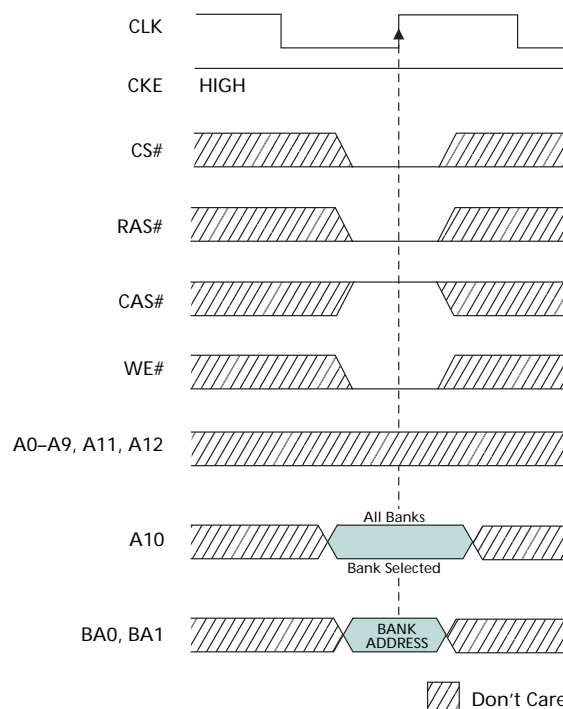 CLK
CKE HIGH
CS#
RAS#
CAS#
WE#
A0–A9, A11, A12
All Banks
A10
Bank Selected
BA0, BA1
BANK
ADDRESS
Don't Care